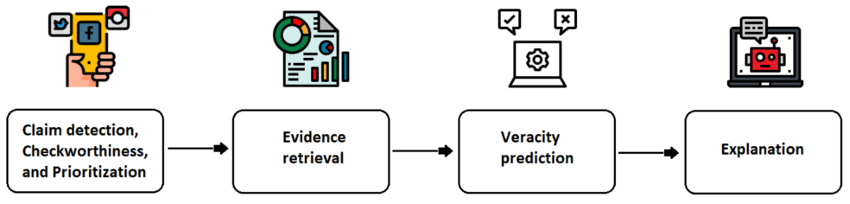 f
Claim detection,
Checkworthiness,
and Prioritization
Evidence
retrieval
Veracity
prediction
Explanation